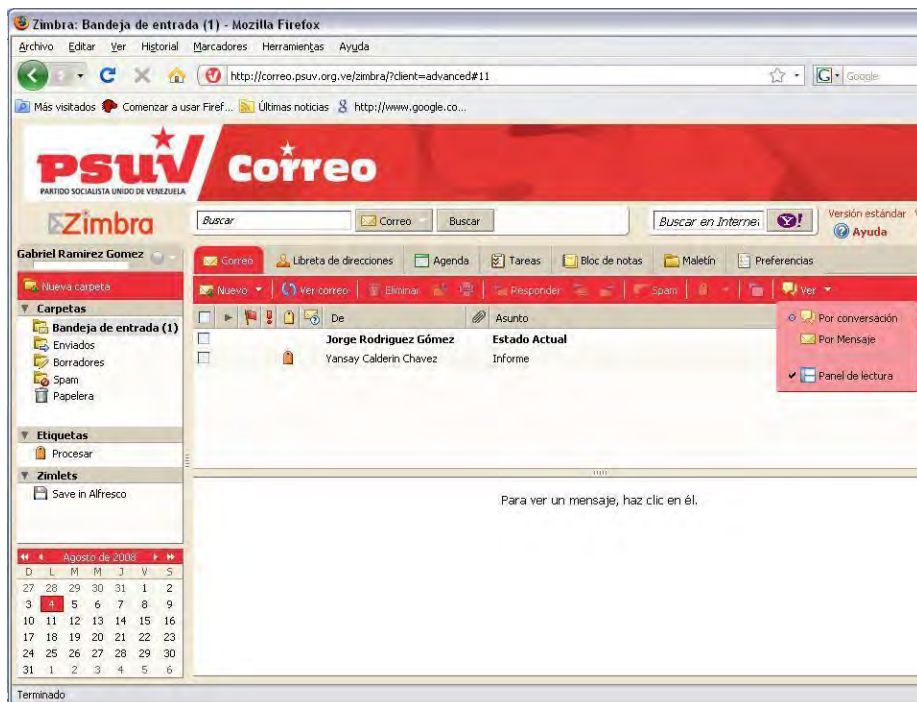 Zimbra: Bandeja de entrada (1) - Mozilla Firefox
Archivo Editar Ver Historial Marcadores Herramientas Ayuda
http://correo.psuv.org.ve/zimbra/?client=advanced#11
G Google
Más visitados Comenzar a usar Firef... Últimas noticias http://www.google.co...
PSUV Correo
PARTIDO SOCIALISTA UNIDO DE VENEZUELA
Zimbra
Buscar Correo Buscar Buscar en Internet Y! Versión estándar
Ayuda
Gabriel Ramirez Gomez
Correo Libreta de direcciones Agenda Tareas Bloc de notas Maletín Preferencias
Nueva carpeta
Nuevo Ver correo Eliminar Responder Spam Ver
Carpetas
Bandeja de entrada (1)
Enviados
Borradores
Spam
Papelera
De Asunto
Jorge Rodriguez Gómez Estado Actual
Yansay Calderin Chavez Informe
Por conversación
Por Mensaje
Panel de lectura
Etiquetas
Procesar
Zimlets
Save in Alfresco
Para ver un mensaje, haz clic en él.
Agosto de 2008
D L M M J V S
27 28 29 30 31 1 2
3 4 5 6 7 8 9
10 11 12 13 14 15 16
17 18 19 20 21 22 23
24 25 26 27 28 29 30
31 1 2 3 4 5 6
Terminado